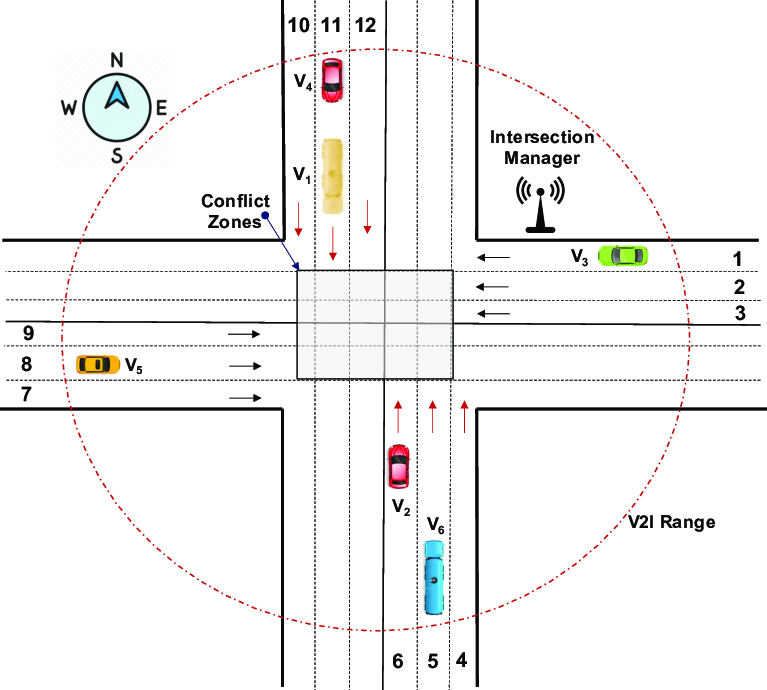 10 11 12
N
W E
S
V4
Intersection
Manager
V1
Conflict
Zones
V3
1
2
3
9
8
V5
7
V2
V6
V2I Range
6 5 4